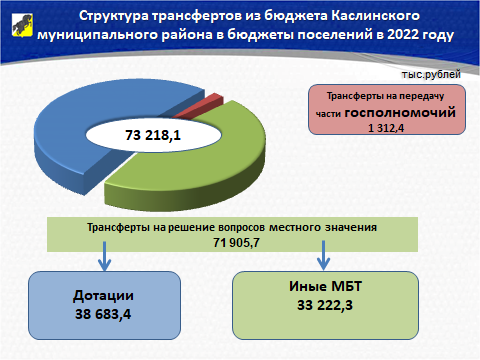 Структура трансфертов из бюджета Каслинского
муниципального района в бюджеты поселений в 2022 году
тыс.рублей
Трансферты на передачу
части госполномочий
1 312,4
73 218,1
Трансферты на решение вопросов местного значения
71 905,7
Дотации
38 683,4
Иные МБТ
33 222,3